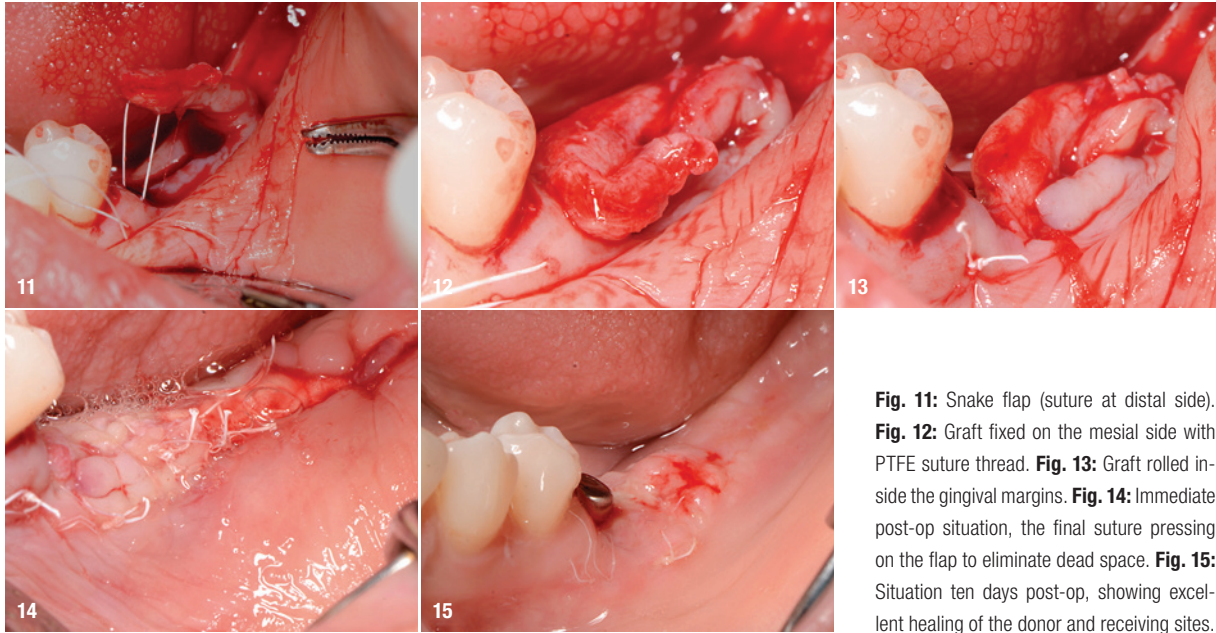 11
12
13
14
15
Fig. 11: Snake flap (suture at distal side).
Fig. 12: Graft fixed on the mesial side with
PTFE suture thread. Fig. 13: Graft rolled in-
side the gingival margins. Fig. 14: Immediate
post-op situation, the final suture pressing
on the flap to eliminate dead space. Fig. 15:
Situation ten days post-op, showing excel-
lent healing of the donor and receiving sites.